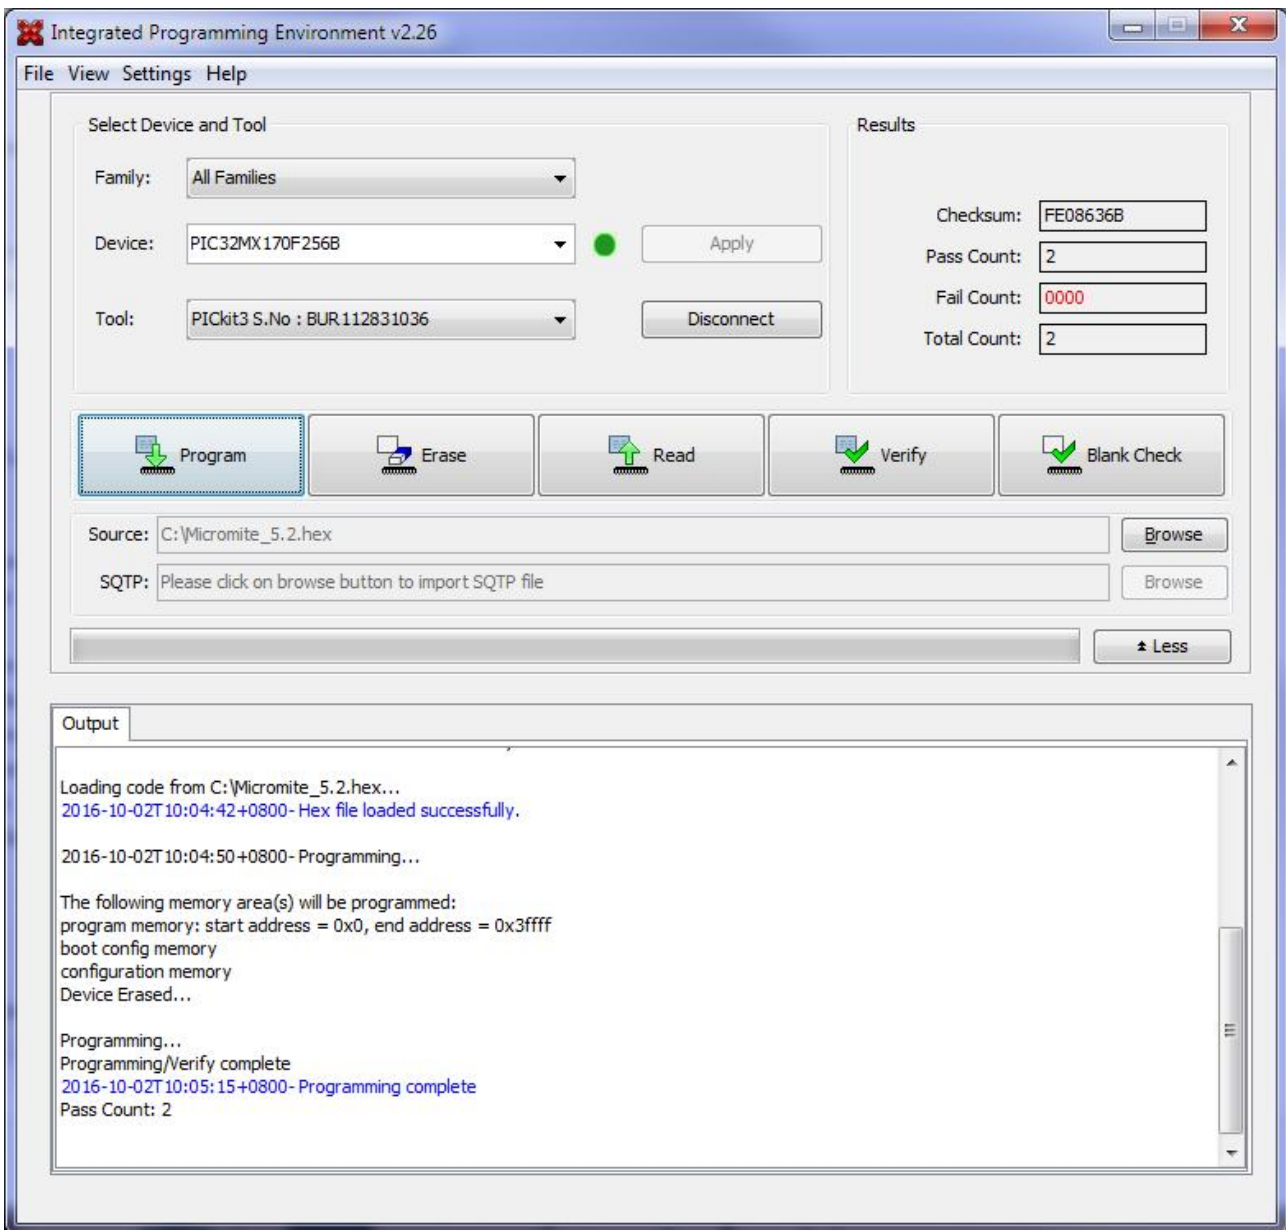 Integrated Programming Environment v2.26
File View Settings Help
Select Device and Tool
Family: All Families
Device: PIC32MX170F256B Apply
Tool: PICkit3 S.No : BUR112831036 Disconnect
Results
Checksum: FE08636B
Pass Count: 2
Fail Count: 0000
Total Count: 2
Program Erase Read Verify Blank Check
Source: C:\Micromite_5.2.hex Browse
SQTP: Please click on browse button to import SQTP file Browse
Less
Output
Loading code from C:\Micromite_5.2.hex...
2016-10-02T10:04:42+0800- Hex file loaded successfully.
2016-10-02T10:04:50+0800- Programming...
The following memory area(s) will be programmed:
program memory: start address = 0x0, end address = 0x3ffff
boot config memory
configuration memory
Device Erased...
Programming...
Programming/Verify complete
2016-10-02T10:05:15+0800- Programming complete
Pass Count: 2